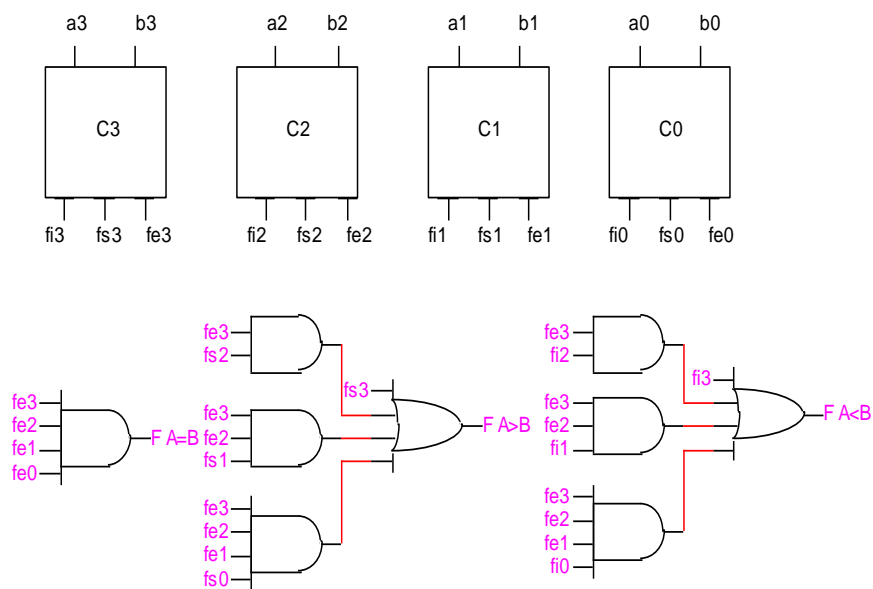 a3 b3 a2 b2 a1 b1 a0 b0
C3 C2 C1 C0
fi3 fs3 fe3 fi2 fs2 fe2 fi1 fs1 fe1 fi0 fs0 fe0
fe3
fe2
fe1
fe0
F A=B
fe3
fs2
fe3
fe2
fs1
fe3
fe2
fe1
fs0
fs3
F A>B
fe3
fi2
fe3
fe2
fi1
fe3
fe2
fe1
fi0
fi3
F A<B